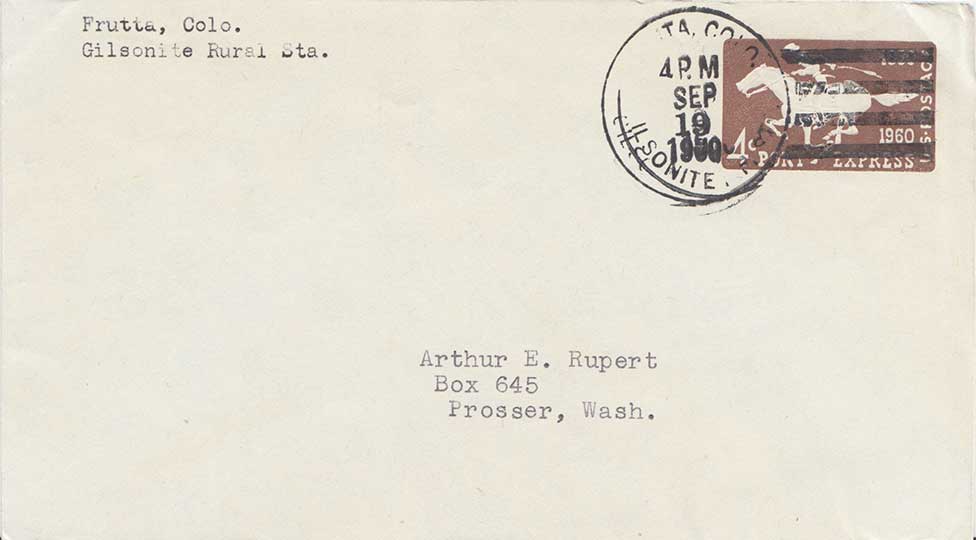 Frutta, Colo.
Gilsonite Rural Sta.
4 P.M
SEP
19
1960
1960
4c PONY EXPRESS
U.S. POSTAGE
Arthur E. Rupert
Box 645
Prosser, Wash.